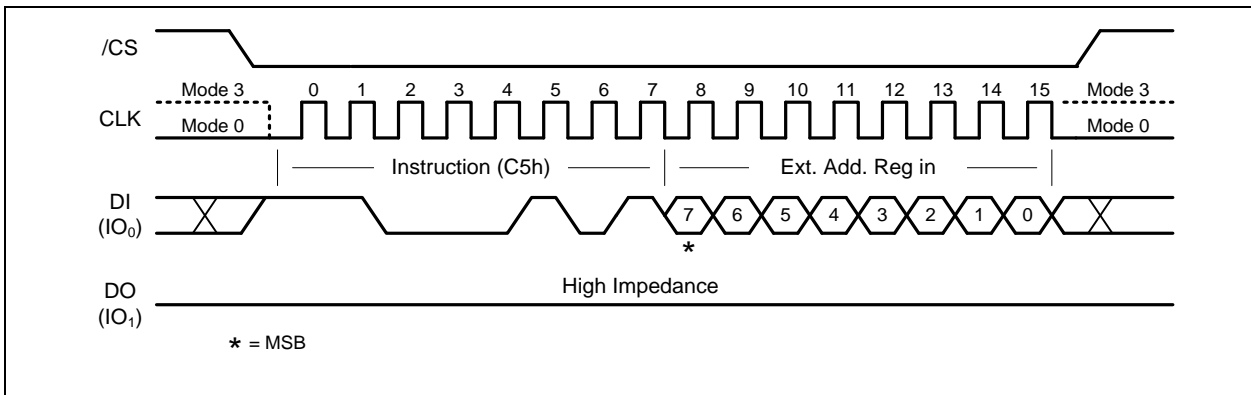 /CS
Mode 3 0 1 2 3 4 5 6 7 8 9 10 11 12 13 14 15 Mode 3
CLK
Mode 0 Mode 0
Instruction (C5h) Ext. Add. Reg in
DI
(IO₀)
7 6 5 4 3 2 1 0
*
High Impedance
DO
(IO₁)
* = MSB